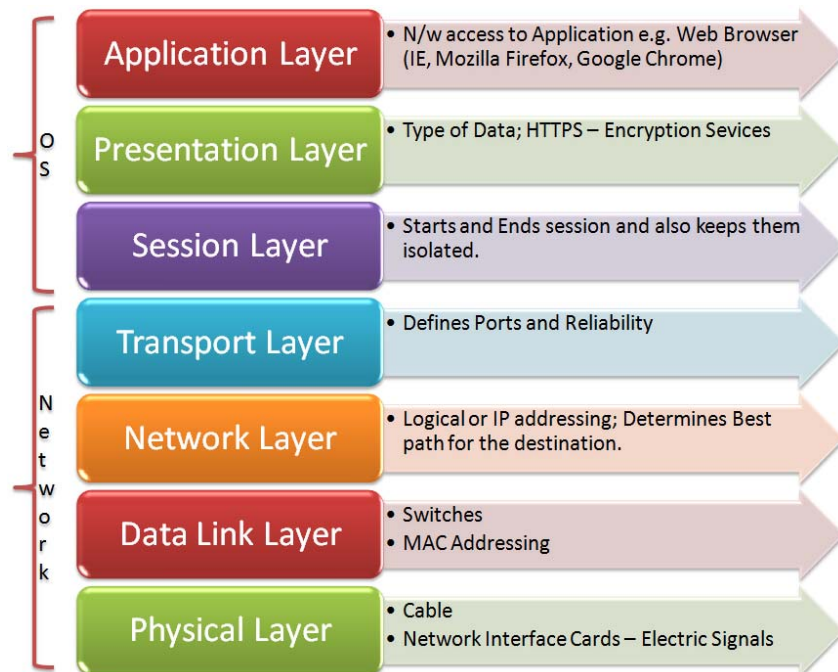 OS
Application Layer
• N/w access to Application e.g. Web Browser
(IE, Mozilla Firefox, Google Chrome)
Presentation Layer
• Type of Data; HTTPS – Encryption Sevices
Session Layer
• Starts and Ends session and also keeps them
isolated.
Network
Transport Layer
• Defines Ports and Reliability
Network Layer
• Logical or IP addressing; Determines Best
path for the destination.
Data Link Layer
• Switches
• MAC Addressing
Physical Layer
• Cable
• Network Interface Cards – Electric Signals